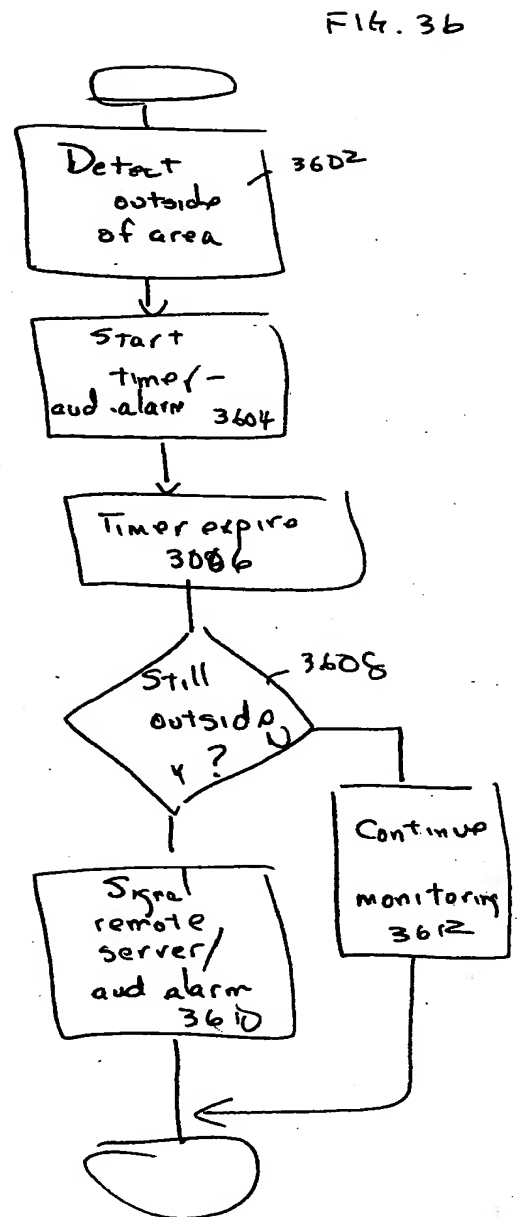 FIG. 36
Detect
outside
of area
3602
Start
timer -
aud alarm 3604
Timer expire
3086
Still
outside
?
Y
N
3608
Continue
monitoring
3612
Signal
remote
server/
aud alarm
3610